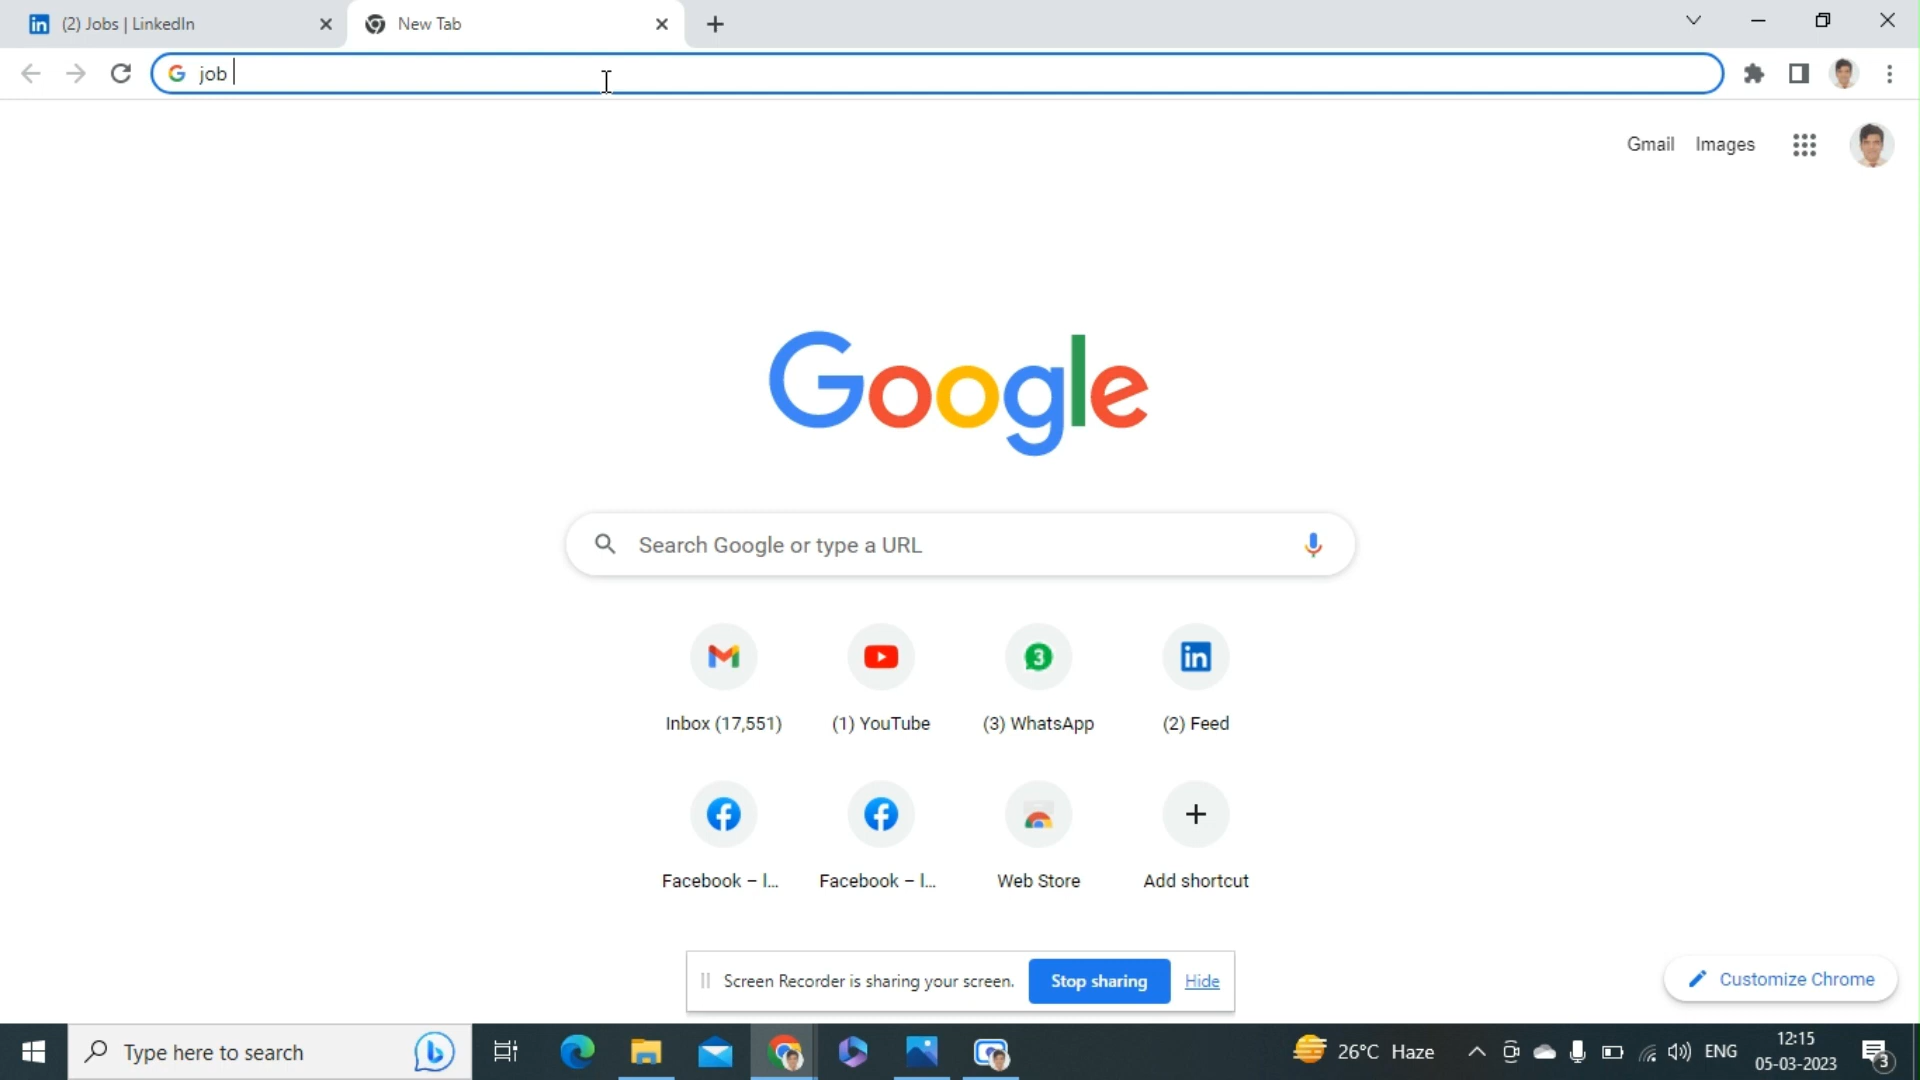 (2) Jobs | LinkedIn
New Tab
job
Gmail Images
Google
Search Google or type a URL
3
Inbox (17,551) (1) YouTube (3) WhatsApp (2) Feed
Facebook – l... Facebook – l... Web Store Add shortcut
Screen Recorder is sharing your screen. Stop sharing Hide
Customize Chrome
Type here to search
26°C Haze
ENG
12:15
05-03-2023
3